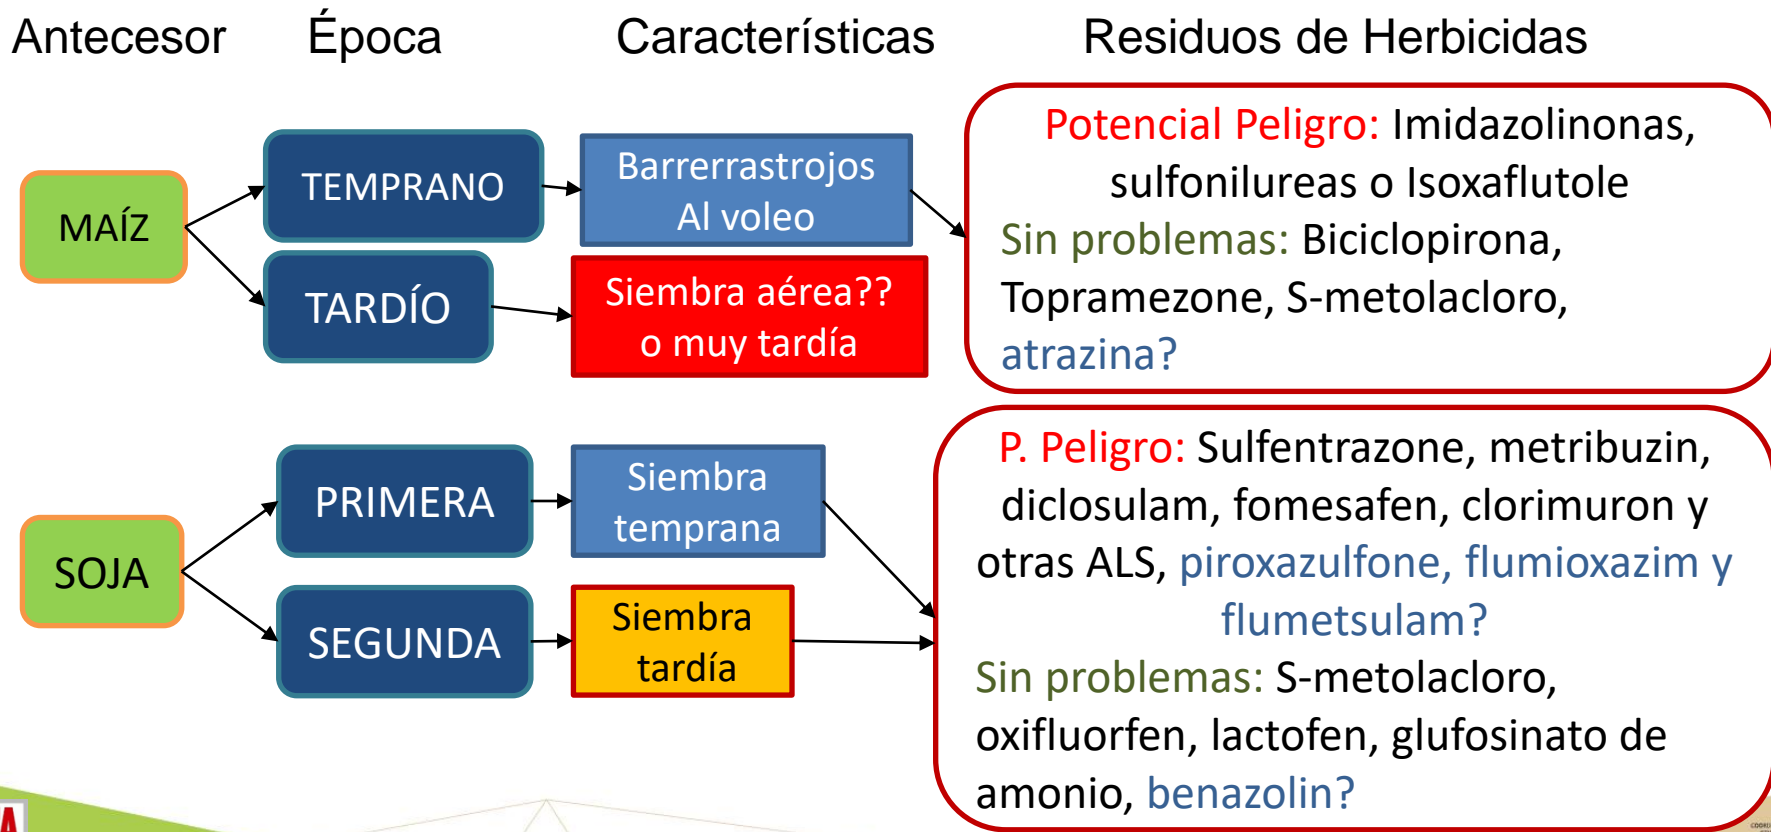 Antecesor Época Características Residuos de Herbicidas
MAÍZ
TEMPRANO
TARDÍO
Barrerrastrojos
Al voleo
Siembra aérea??
o muy tardía
Potencial Peligro: Imidazolinonas,
sulfonilureas o Isoxaflutole
Sin problemas: Biciclopirona,
Topramezone, S-metolacloro,
atrazina?
SOJA
PRIMERA
SEGUNDA
Siembra
temprana
Siembra
tardía
P. Peligro: Sulfentrazone, metribuzin,
diclosulam, fomesafen, clorimuron y
otras ALS, piroxazulfone, flumioxazim y
flumetsulam?
Sin problemas: S-metolacloro,
oxifluorfen, lactofen, glufosinato de
amonio, benazolin?